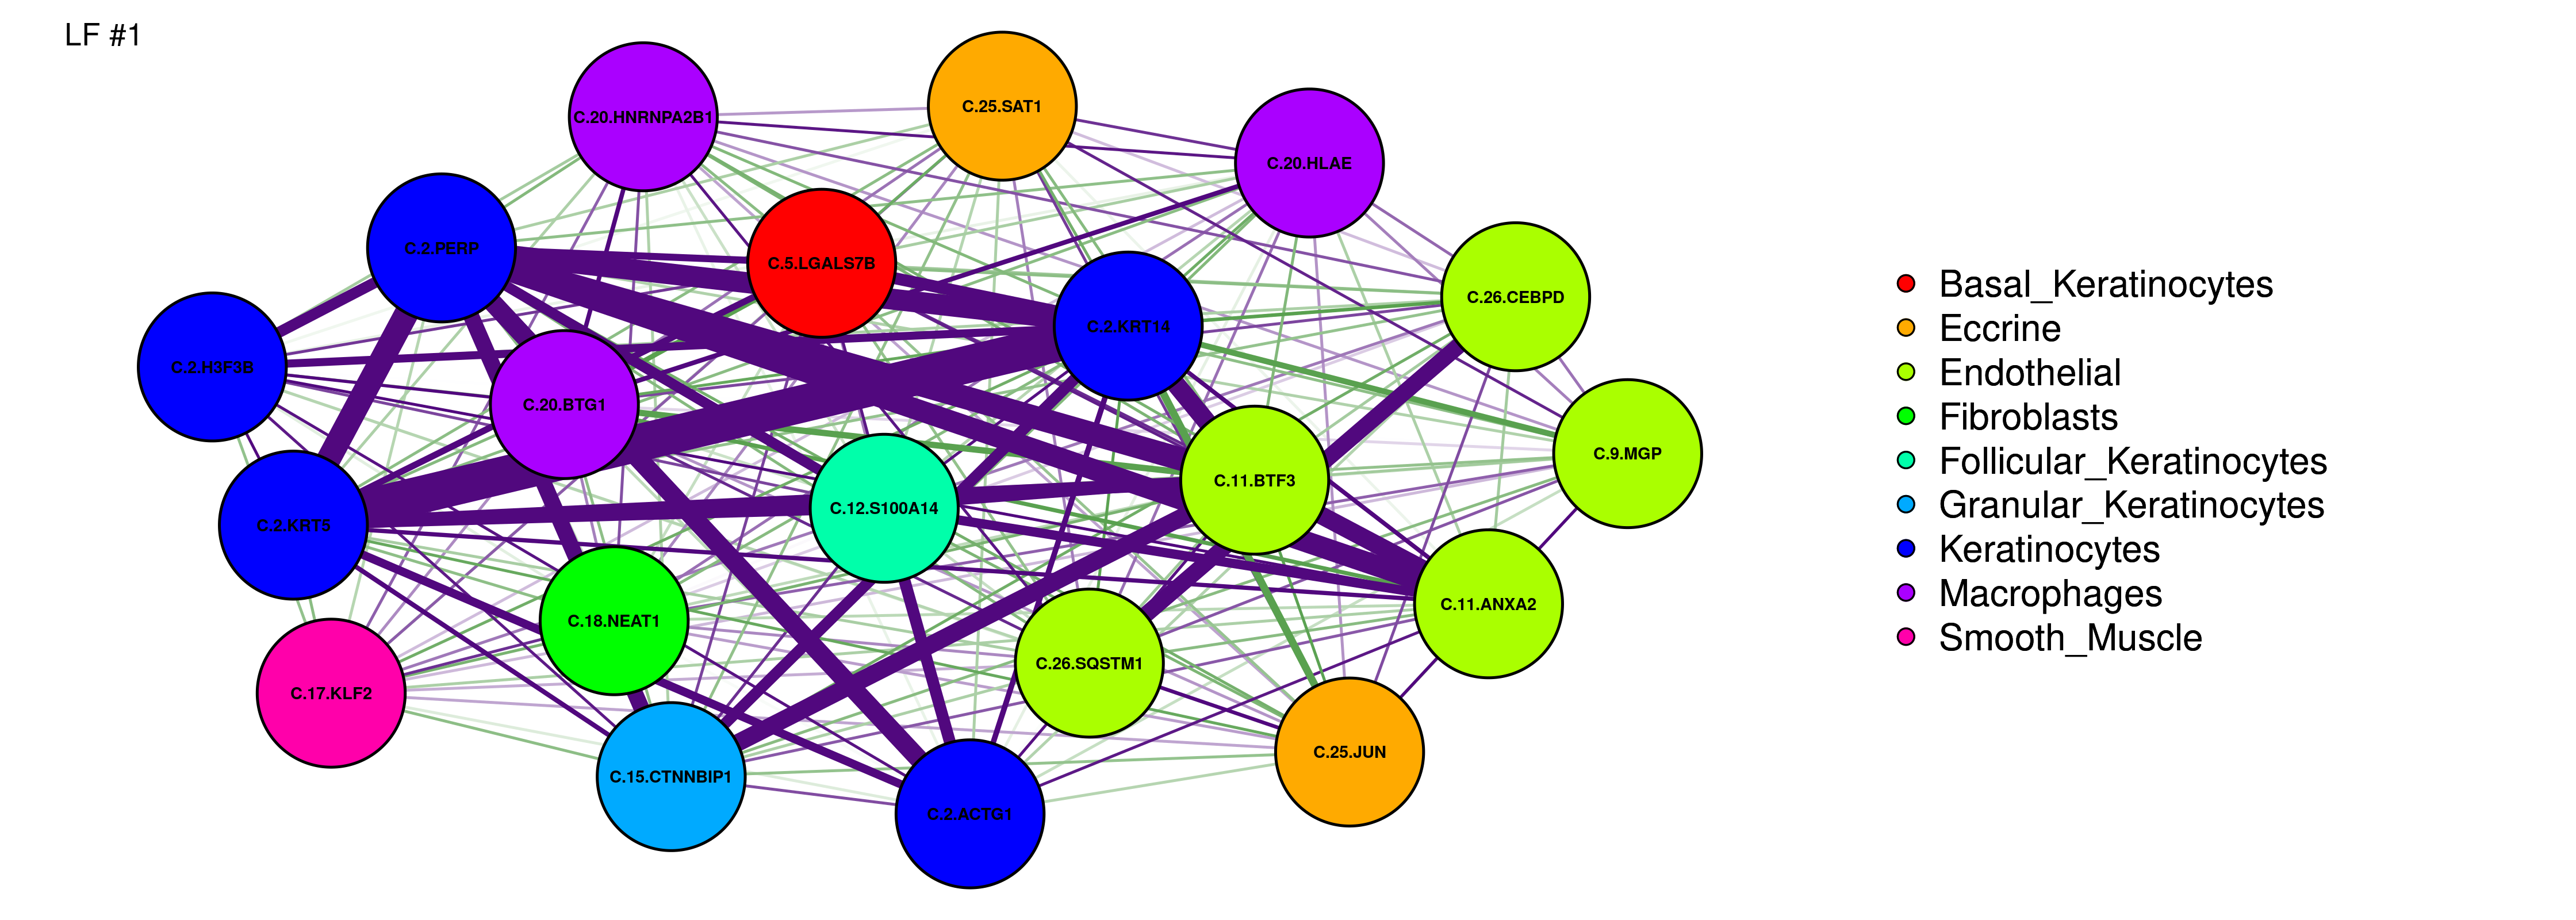 LF #1
C.20.HNRNPA2B1
C.25.SAT1
C.20.HLAE
C.2.PERP
C.5.LGALS7B
C.26.CEBPD
C.2.KRT14
C.2.H3F3B
C.20.BTG1
C.9.MGP
C.11.BTF3
C.12.S100A14
C.2.KRT5
C.11.ANXA2
C.18.NEAT1
C.26.SQSTM1
C.17.KLF2
C.25.JUN
C.15.CTNNBIP1
C.2.ACTG1
Basal_Keratinocytes
Eccrine
Endothelial
Fibroblasts
Follicular_Keratinocytes
Granular_Keratinocytes
Keratinocytes
Macrophages
Smooth_Muscle